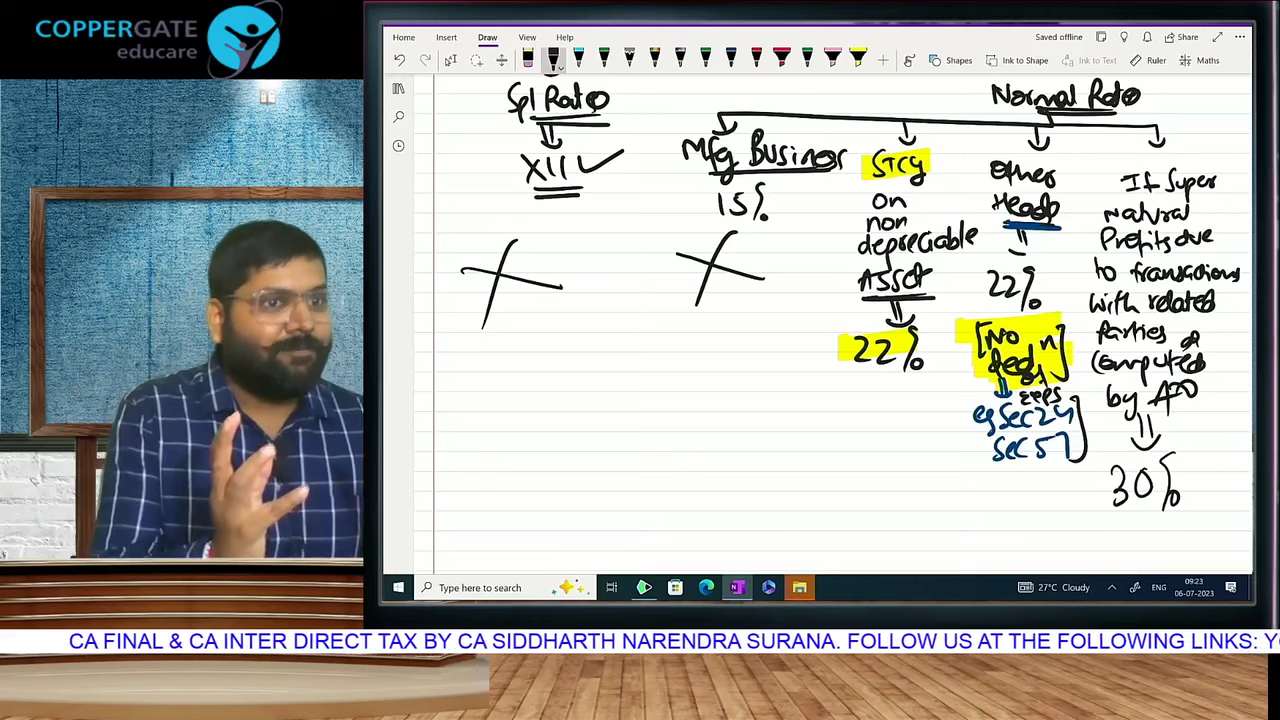 COPPERGATE
educare
Home Insert Draw View Help
Saved offline
Share
Shapes
Ink to Shape
Ink to Text
Ruler
Maths
Spl Rate
XII
Normal Rate
Mfg Business
15%
STCG
on
non
depreciable
Asset
22%
Other
Heads
22%
[No
dedn]
of
exps
eg Sec 24
Sec 57
If Super
Natural
Profits due
to transactions
with related
Parties &
Computed
by A.O
30%
Type here to search
27°C Cloudy
ENG
09:23
06-07-2023
CA FINAL & CA INTER DIRECT TAX BY CA SIDDHARTH NARENDRA SURANA. FOLLOW US AT THE FOLLOWING LINKS: